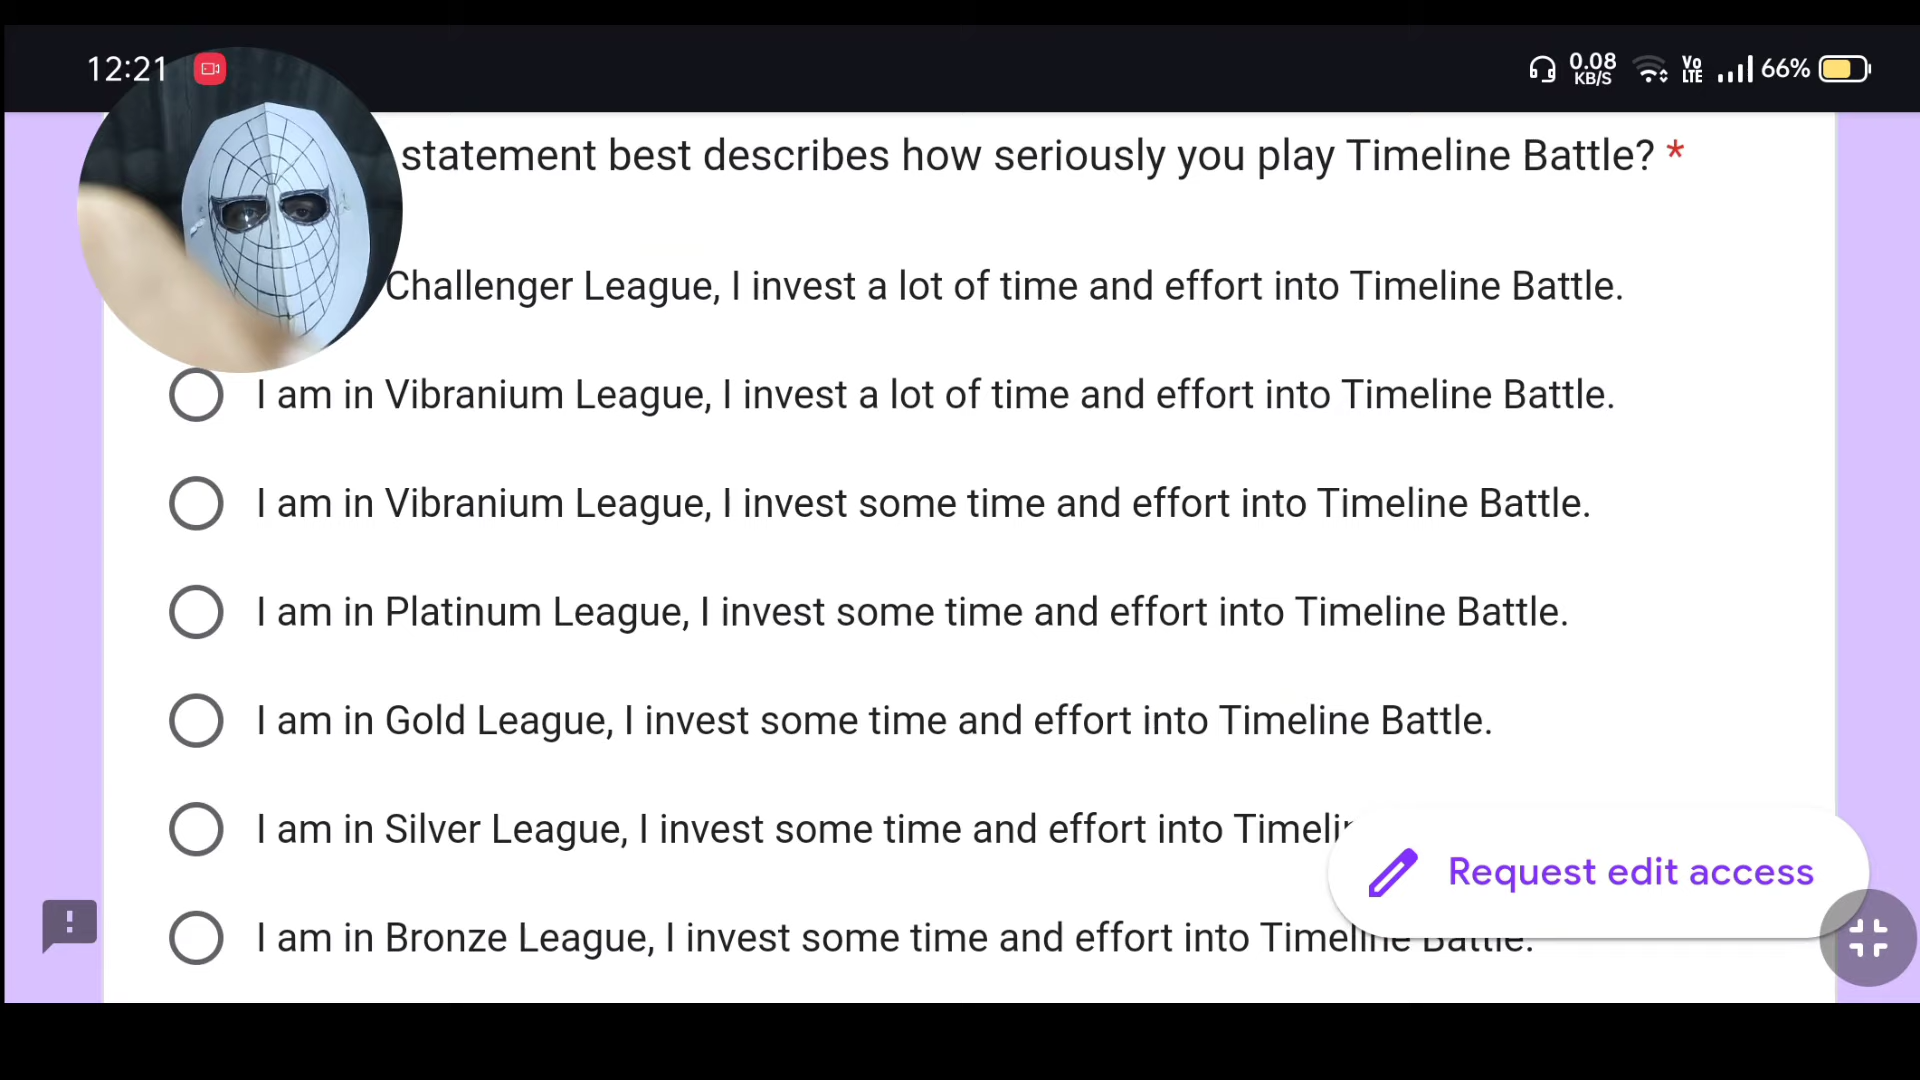 12:21
0.08
KB/S
Vo
LTE
66%
statement best describes how seriously you play Timeline Battle? *
Challenger League, I invest a lot of time and effort into Timeline Battle.
I am in Vibranium League, I invest a lot of time and effort into Timeline Battle.
I am in Vibranium League, I invest some time and effort into Timeline Battle.
I am in Platinum League, I invest some time and effort into Timeline Battle.
I am in Gold League, I invest some time and effort into Timeline Battle.
I am in Silver League, I invest some time and effort into
Request edit access
I am in Bronze League, I invest some time and effort into Timeline Battle.